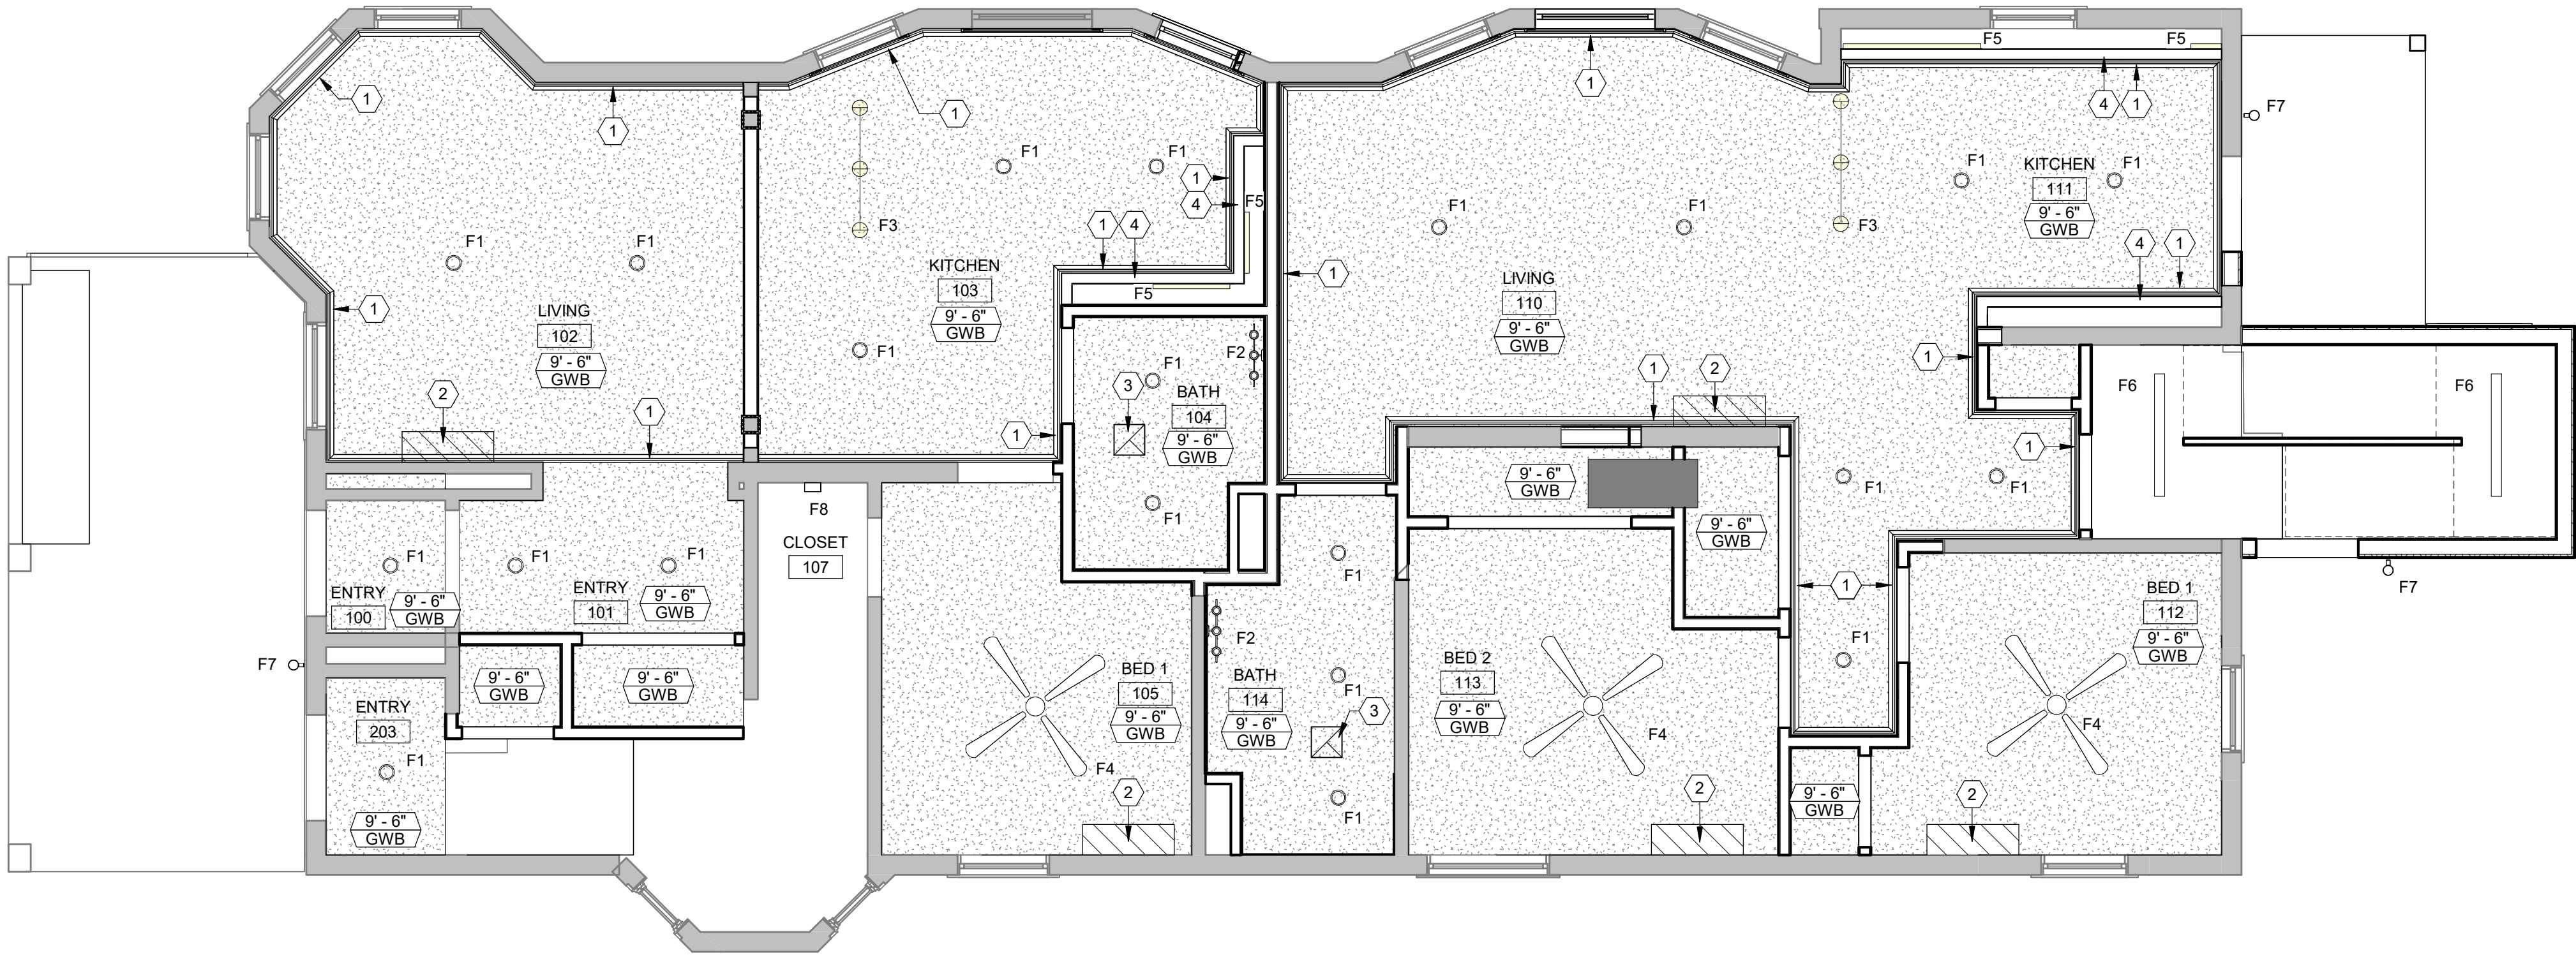 F5
F5
1
1
1
1
4
1
F7
F1
F1
F1
F1
KITCHEN
111
9' - 6"
GWB
1
4
F5
F1
F1
F3
F3
F1
F1
1
4
4
1
KITCHEN
103
9' - 6"
GWB
1
LIVING
110
9' - 6"
GWB
F5
1
LIVING
102
9' - 6"
GWB
F1
F2
1
F1
BATH
104
9' - 6"
GWB
3
1
2
F6
F6
2
1
1
1
9' - 6"
GWB
F1
F1
F1
F8
9' - 6"
GWB
CLOSET
107
F1
F1
F1
ENTRY
100
9' - 6"
GWB
ENTRY
101
9' - 6"
GWB
F1
1
BED 1
112
9' - 6"
GWB
F7
F7
F2
F1
9' - 6"
GWB
9' - 6"
GWB
BED 1
105
9' - 6"
GWB
BATH
114
9' - 6"
GWB
F1
3
BED 2
113
9' - 6"
GWB
ENTRY
203
F1
9' - 6"
GWB
F4
2
F1
F4
2
9' - 6"
GWB
F4
2